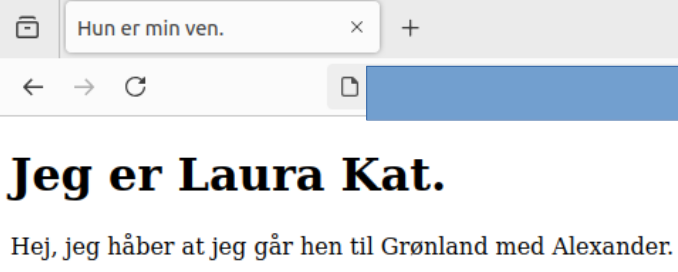 Hun er min ven.
Jeg er Laura Kat.
Hej, jeg håber at jeg går hen til Grønland med Alexander.